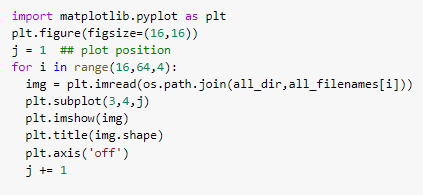 import matplotlib.pyplot as plt
plt.figure(figsize=(16,16))
j = 1  ## plot position
for i in range(16,64,4):
  img = plt.imread(os.path.join(all_dir,all_filenames[i]))
  plt.subplot(3,4,j)
  plt.imshow(img)
  plt.title(img.shape)
  plt.axis('off')
  j += 1